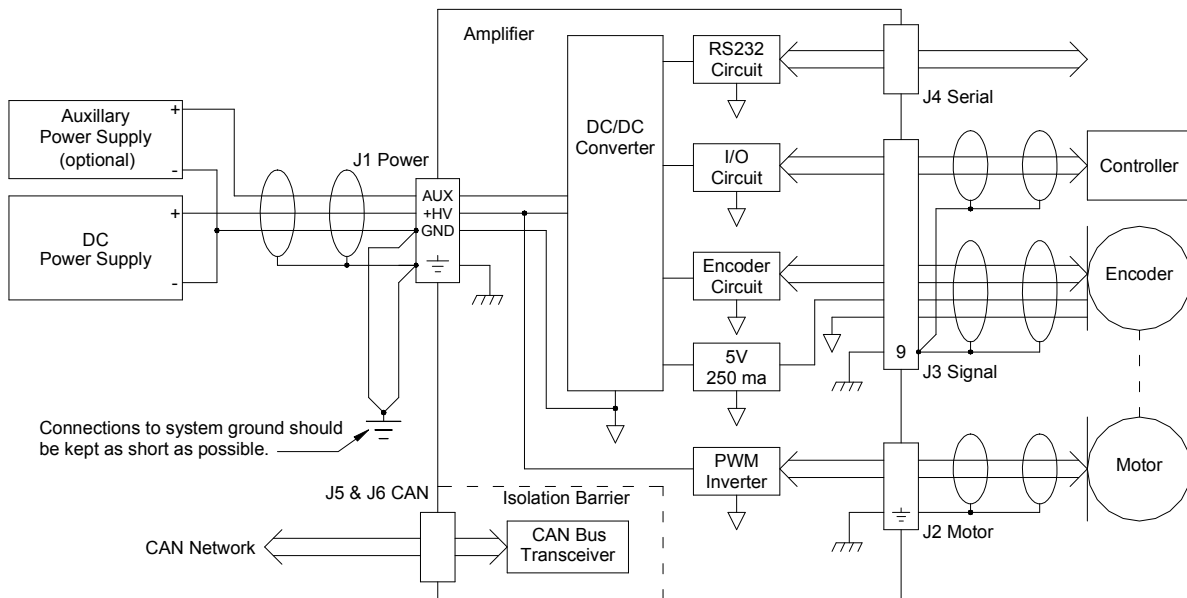 Amplifier
RS232
Circuit
J4 Serial
Auxillary
Power Supply
(optional)
+
-
DC
Power Supply
+
-
J1 Power
AUX
+HV
GND
DC/DC
Converter
I/O
Circuit
Controller
Encoder
Circuit
Encoder
5V
250 ma
9
J3 Signal
Connections to system ground should
be kept as short as possible.
PWM
Inverter
Motor
J2 Motor
J5 & J6 CAN
Isolation Barrier
CAN Network
CAN Bus
Transceiver